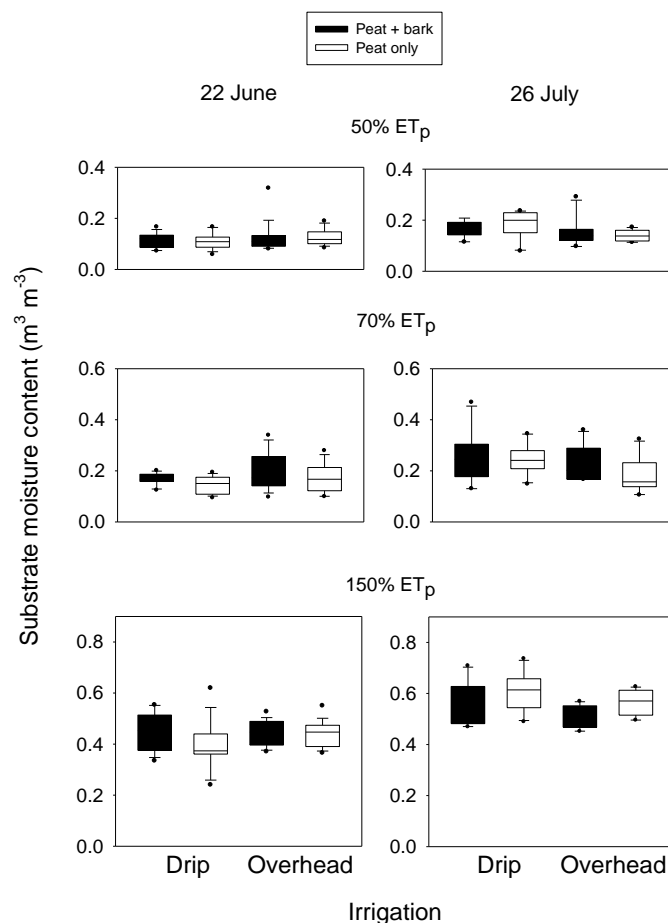 Peat + bark
Peat only
22 June
26 July
50% ETp
0.4
0.2
0.0
0.4
0.2
0.0
70% ETp
0.6
0.4
0.2
0.0
0.6
0.4
0.2
0.0
150% ETp
0.8
0.6
0.4
0.2
0.0
0.8
0.6
0.4
0.2
0.0
Substrate moisture content (m³ m⁻³)
Drip Overhead
Drip Overhead
Irrigation